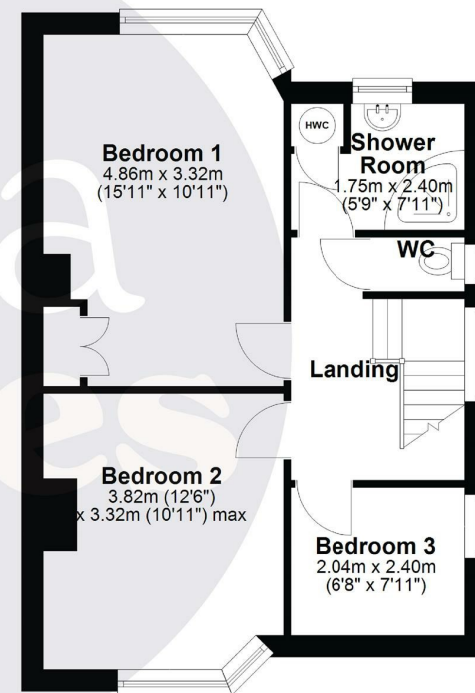 Bedroom 1
4.86m x 3.32m
(15'11" x 10'11")
HWC
Shower
Room
1.75m x 2.40m
(5'9" x 7'11")
WC
Landing
Bedroom 2
3.82m (12'6")
x 3.32m (10'11") max
Bedroom 3
2.04m x 2.40m
(6'8" x 7'11")